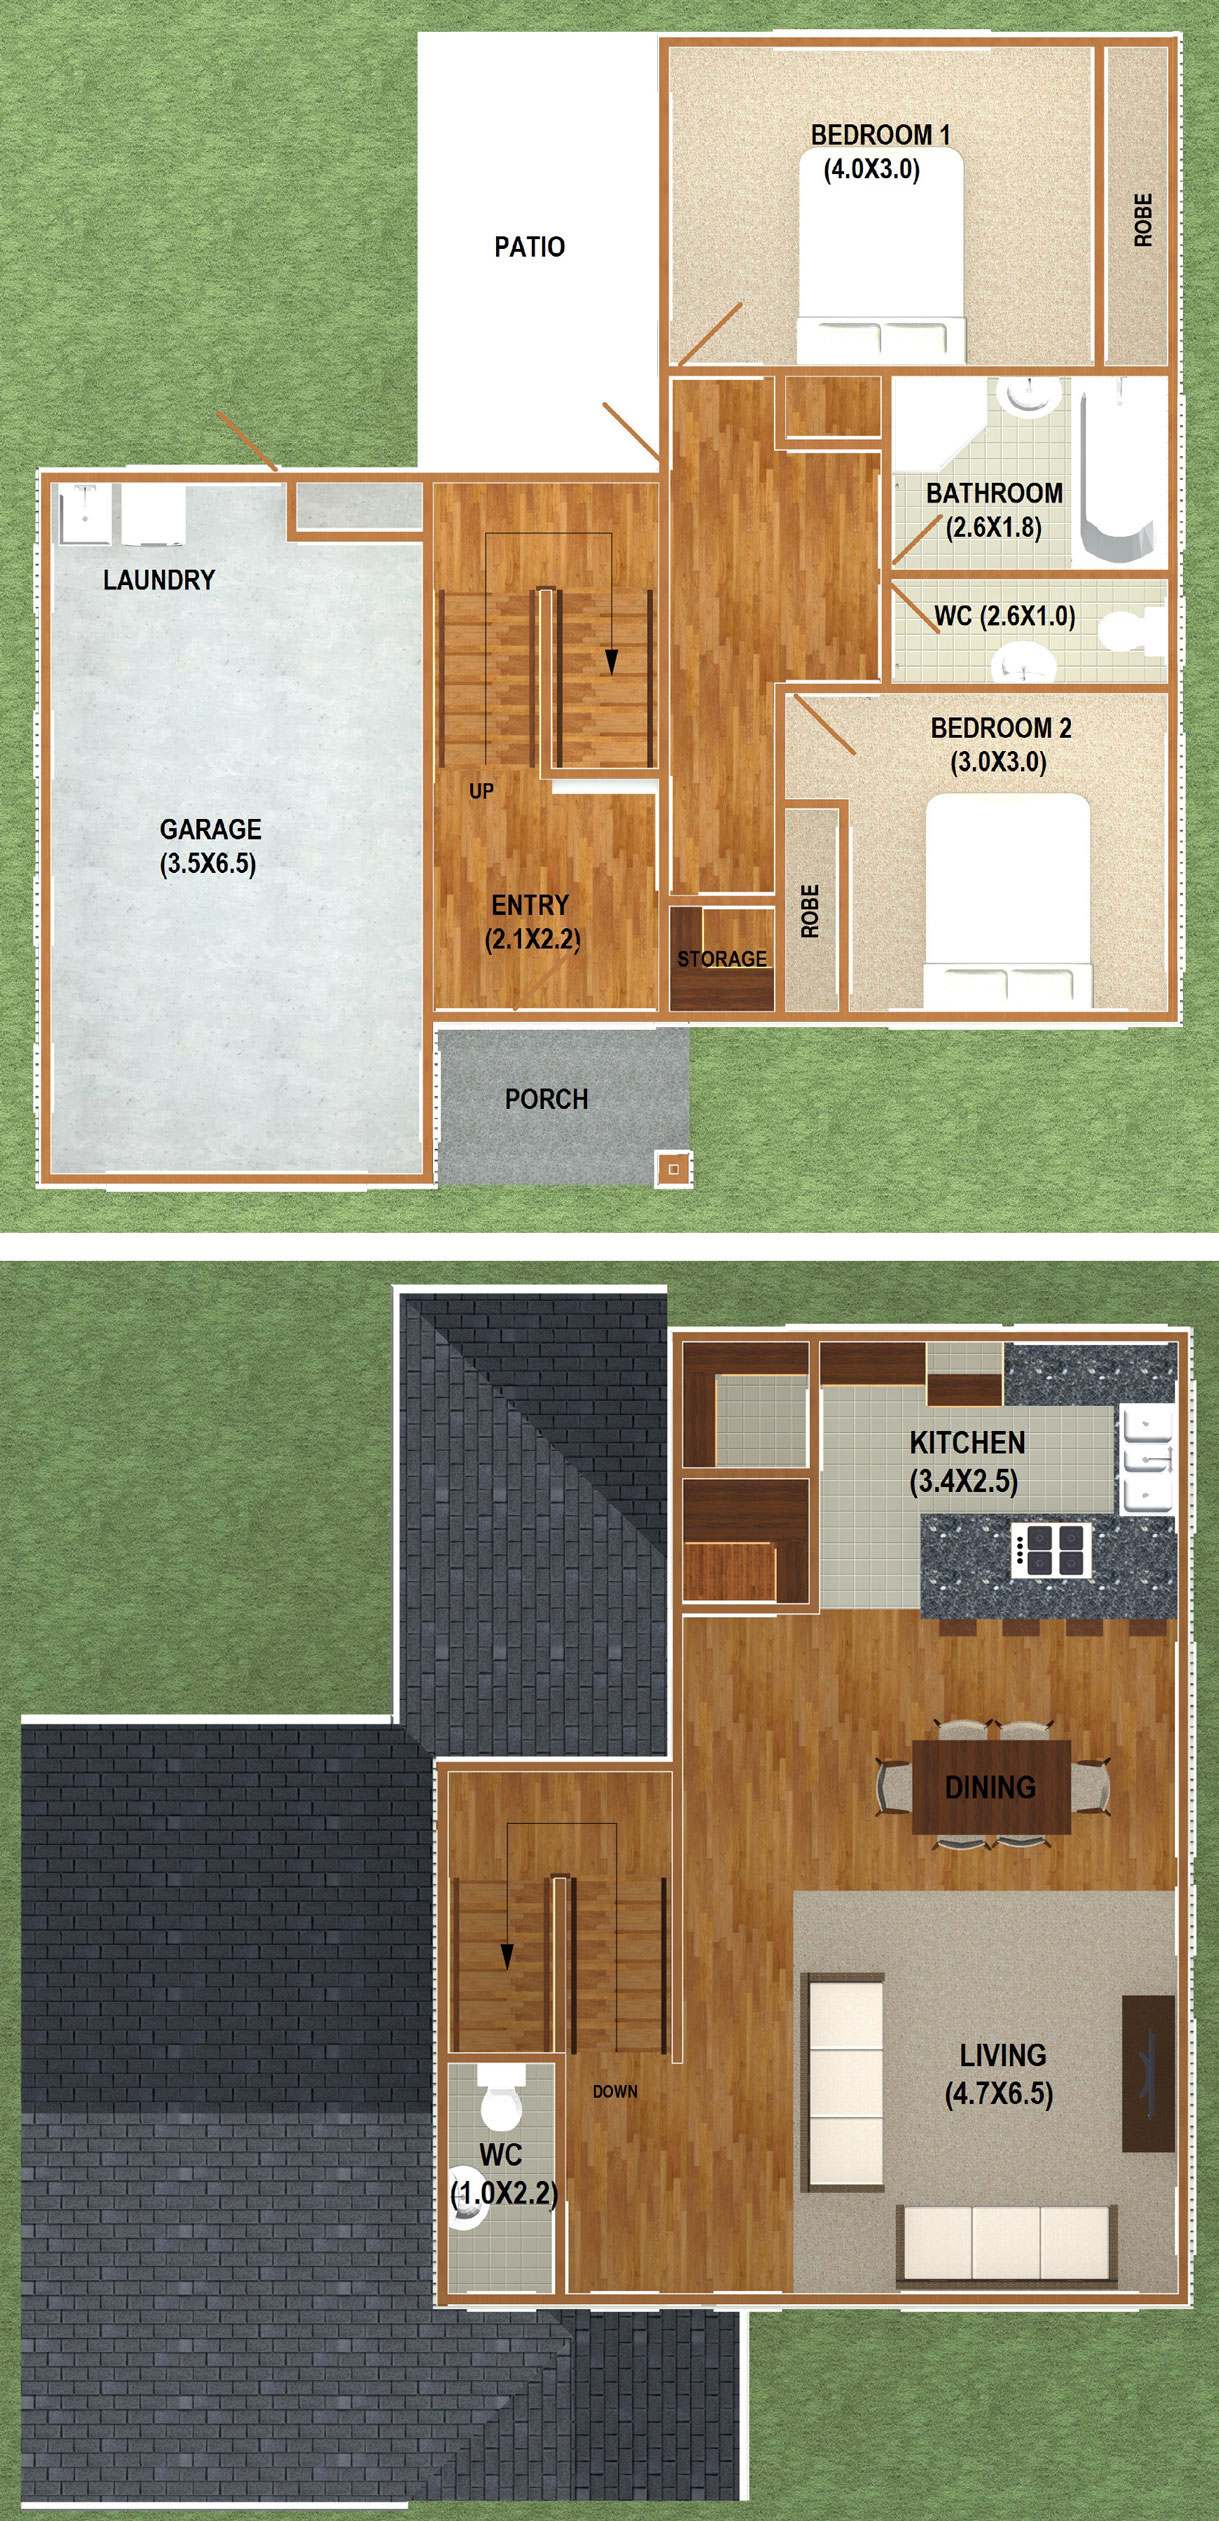 BEDROOM 1
(4.0X3.0)
ROBE
PATIO
BATHROOM
(2.6X1.8)
LAUNDRY
WC (2.6X1.0)
BEDROOM 2
(3.0X3.0)
UP
GARAGE
(3.5X6.5)
ENTRY
(2.1X2.2)
ROBE
STORAGE
PORCH
KITCHEN
(3.4X2.5)
DINING
LIVING
(4.7X6.5)
DOWN
WC
(1.0X2.2)